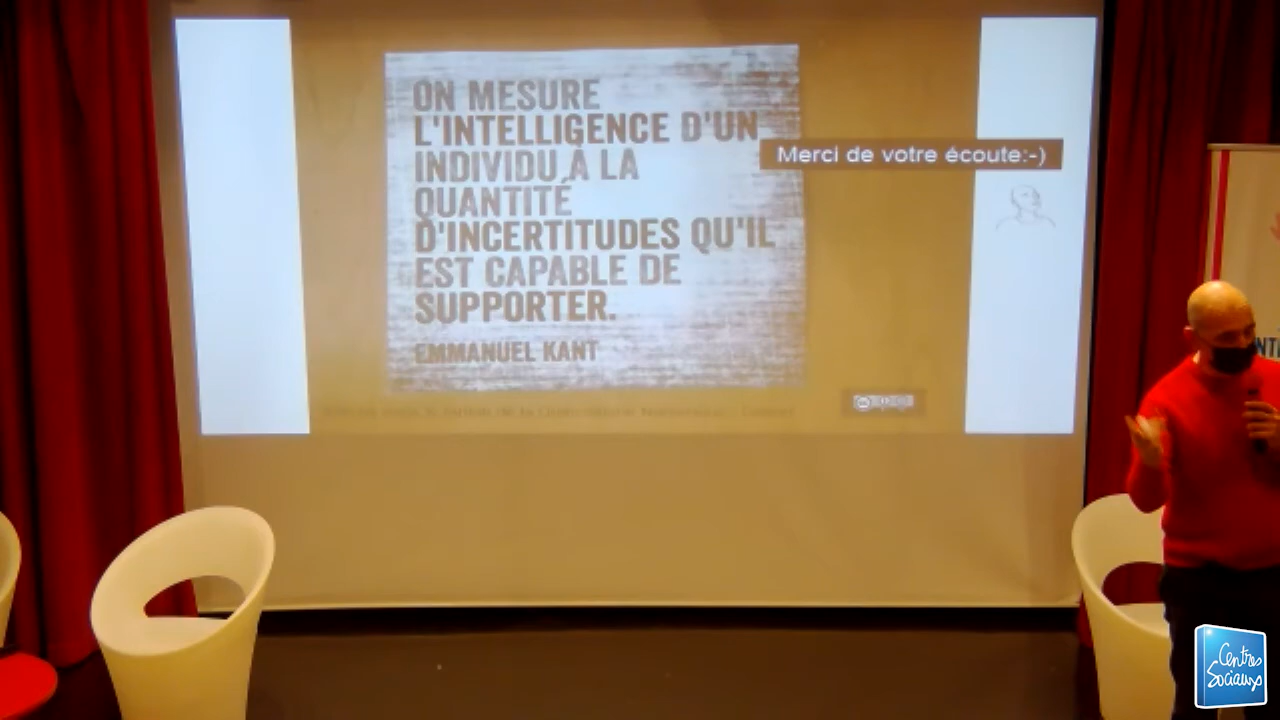 ON MESURE
L'INTELLIGENCE D'UN
INDIVIDU À LA
QUANTITÉ
D'INCERTITUDES QU'IL
EST CAPABLE DE
SUPPORTER.
EMMANUEL KANT
Merci de votre écoute:-)
Centres
Sociaux